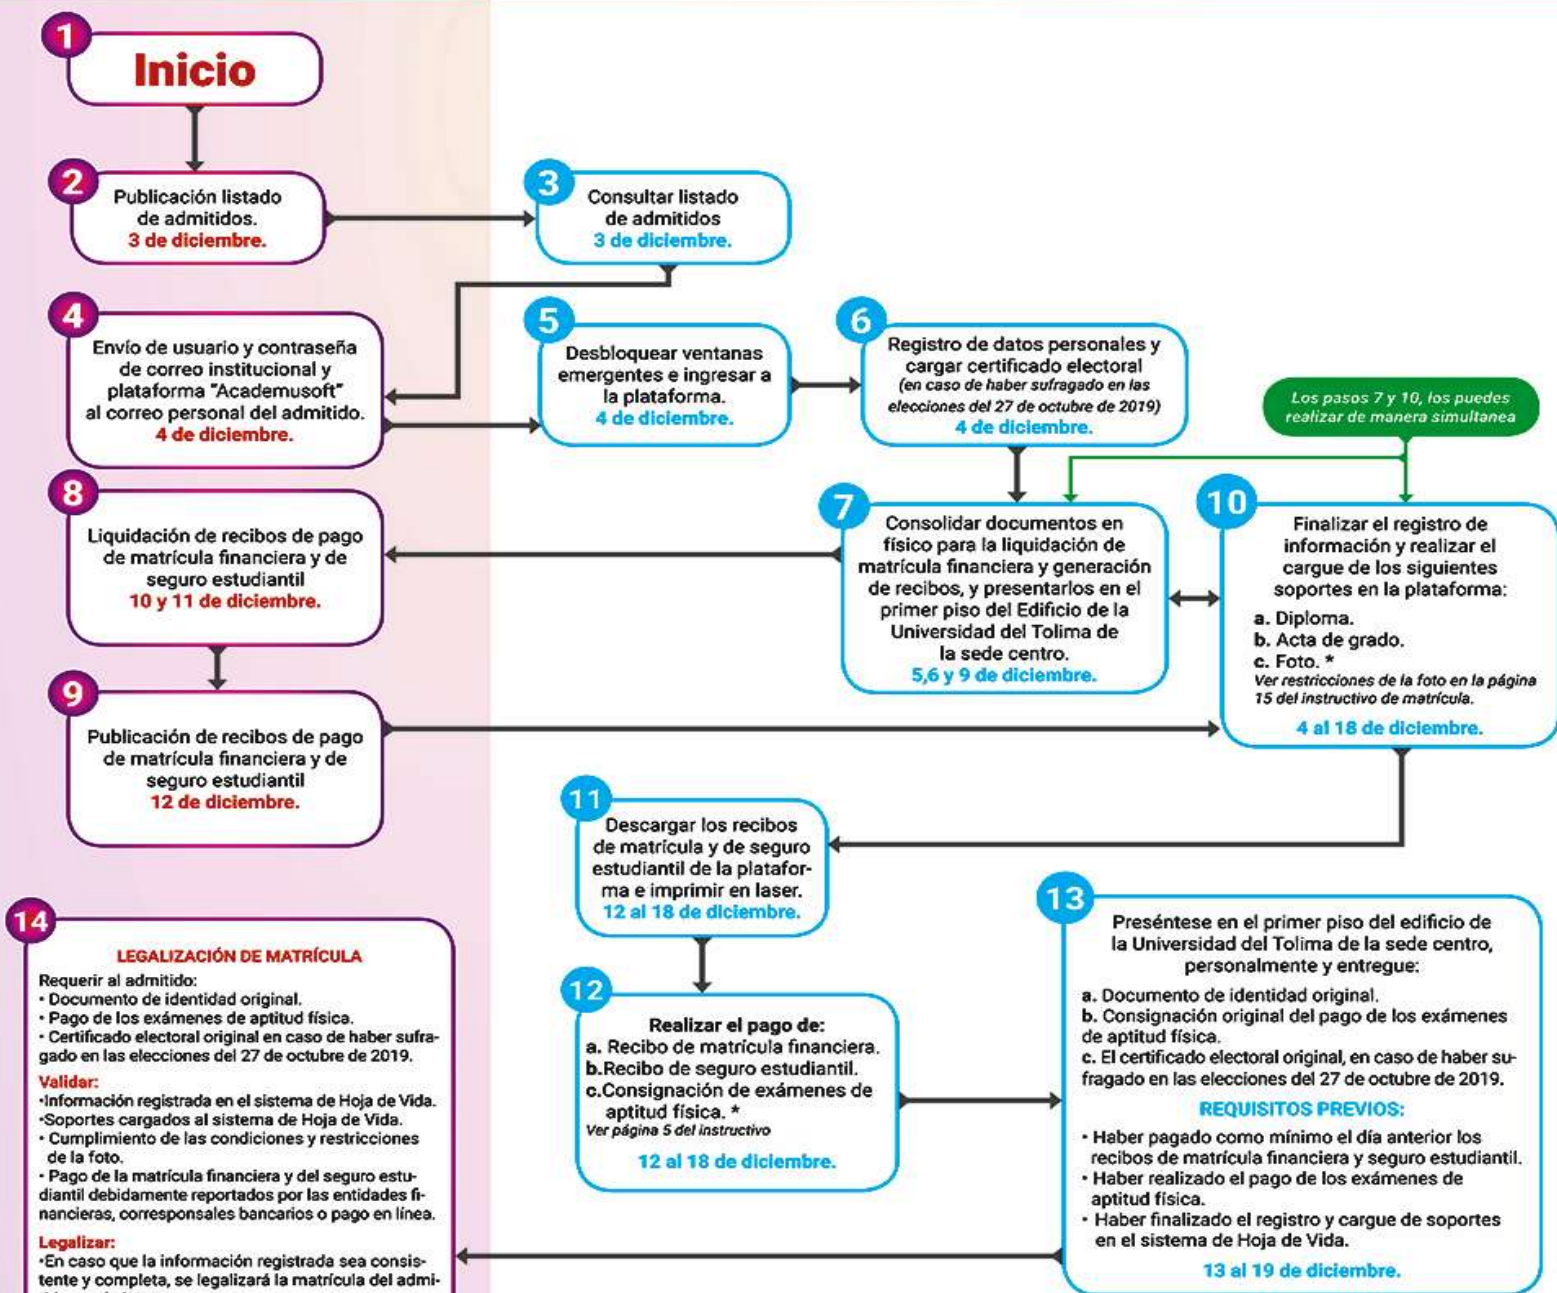 1
Inicio
2
Publicación listado
de admitidos.
3 de diciembre.
3
Consultar listado
de admitidos
3 de diciembre.
4
Envío de usuario y contraseña
de correo institucional y
plataforma "Academusoft"
al correo personal del admitido.
4 de diciembre.
5
Desbloquear ventanas
emergentes e ingresar a
la plataforma.
4 de diciembre.
6
Registro de datos personales y
cargar certificado electoral
(en caso de haber sufragado en las
elecciones del 27 de octubre de 2019)
4 de diciembre.
Los pasos 7 y 10, los puedes
realizar de manera simultanea
7
Consolidar documentos en
físico para la liquidación de
matrícula financiera y generación
de recibos, y presentarlos en el
primer piso del Edificio de la
Universidad del Tolima de
la sede centro.
5,6 y 9 de diciembre.
8
Liquidación de recibos de pago
de matrícula financiera y de
seguro estudiantil
10 y 11 de diciembre.
9
Publicación de recibos de pago
de matrícula financiera y de
seguro estudiantil
12 de diciembre.
10
Finalizar el registro de
información y realizar el
cargue de los siguientes
soportes en la plataforma:
a. Diploma.
b. Acta de grado.
c. Foto. *
Ver restricciones de la foto en la página
15 del instructivo de matrícula.
4 al 18 de diciembre.
11
Descargar los recibos
de matrícula y de seguro
estudiantil de la platafor-
ma e imprimir en laser.
12 al 18 de diciembre.
12
Realizar el pago de:
a. Recibo de matrícula financiera.
b.Recibo de seguro estudiantil.
c.Consignación de exámenes de
aptitud física. *
Ver página 5 del instructivo
12 al 18 de diciembre.
13
Preséntese en el primer piso del edificio de
la Universidad del Tolima de la sede centro,
personalmente y entregue:
a. Documento de identidad original.
b. Consignación original del pago de los exámenes
de aptitud física.
c. El certificado electoral original, en caso de haber su-
fragado en las elecciones del 27 de octubre de 2019.
REQUISITOS PREVIOS:
• Haber pagado como mínimo el día anterior los
recibos de matrícula financiera y seguro estudiantil.
• Haber realizado el pago de los exámenes de
aptitud física.
• Haber finalizado el registro y cargue de soportes
en el sistema de Hoja de Vida.
13 al 19 de diciembre.
14
LEGALIZACIÓN DE MATRÍCULA
Requerir al admitido:
• Documento de identidad original.
• Pago de los exámenes de aptitud física.
• Certificado electoral original en caso de haber sufra-
gado en las elecciones del 27 de octubre de 2019.
Validar:
•Información registrada en el sistema de Hoja de Vida.
•Soportes cargados al sistema de Hoja de Vida.
• Cumplimiento de las condiciones y restricciones
de la foto.
• Pago de la matrícula financiera y del seguro estu-
diantil debidamente reportados por las entidades fi-
nancieras, corresponsales bancarios o pago en línea.
Legalizar:
•En caso que la información registrada sea consis-
tente y completa, se legalizará la matrícula del admi-